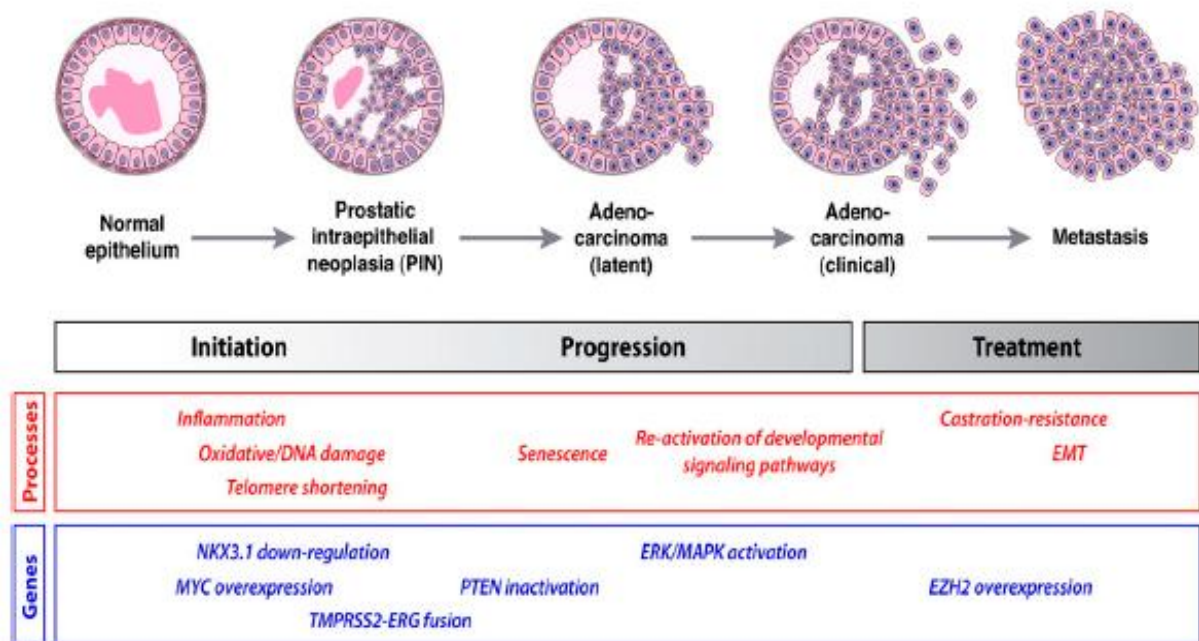 Normal
epithelium
Prostatic
intraepithelial
neoplasia (PIN)
Adeno-
carcinoma
(latent)
Adeno-
carcinoma
(clinical)
Metastasis
Initiation
Progression
Treatment
Processes
Inflammation
Oxidative/DNA damage
Telomere shortening
Senescence
Re-activation of developmental
signaling pathways
Castration-resistance
EMT
Genes
NKX3.1 down-regulation
ERK/MAPK activation
MYC overexpression
PTEN inactivation
EZH2 overexpression
TMPRSS2-ERG fusion